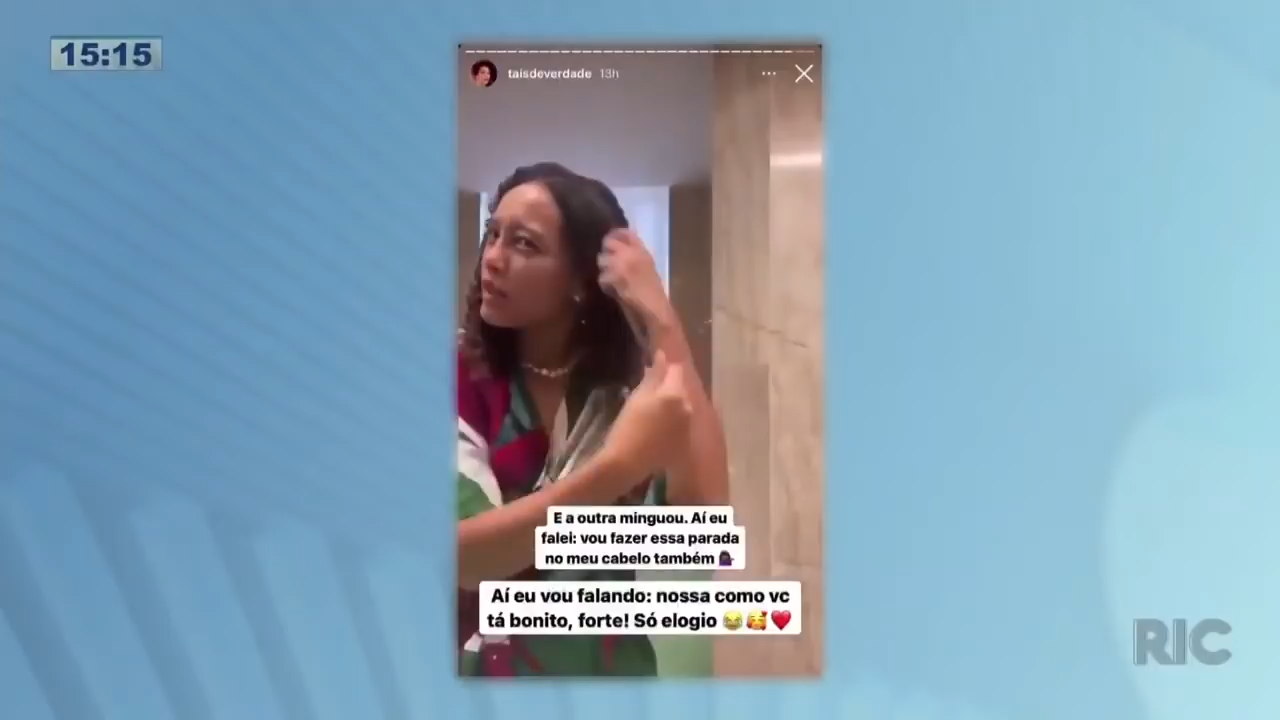 15:15
taisdeverdade 13h
E a outra minguou. Aí eu
falei: vou fazer essa parada
no meu cabelo também 💁🏿‍♀️
Aí eu vou falando: nossa como vc
tá bonito, forte! Só elogio 😂🥰❤️
RIC